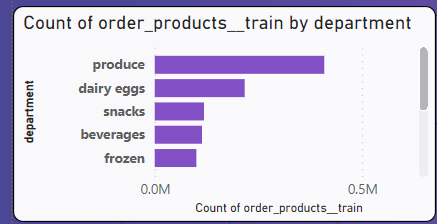 Count of order_products__train by department
department
produce
dairy eggs
snacks
beverages
frozen
0.0M 0.5M
Count of order_products__train